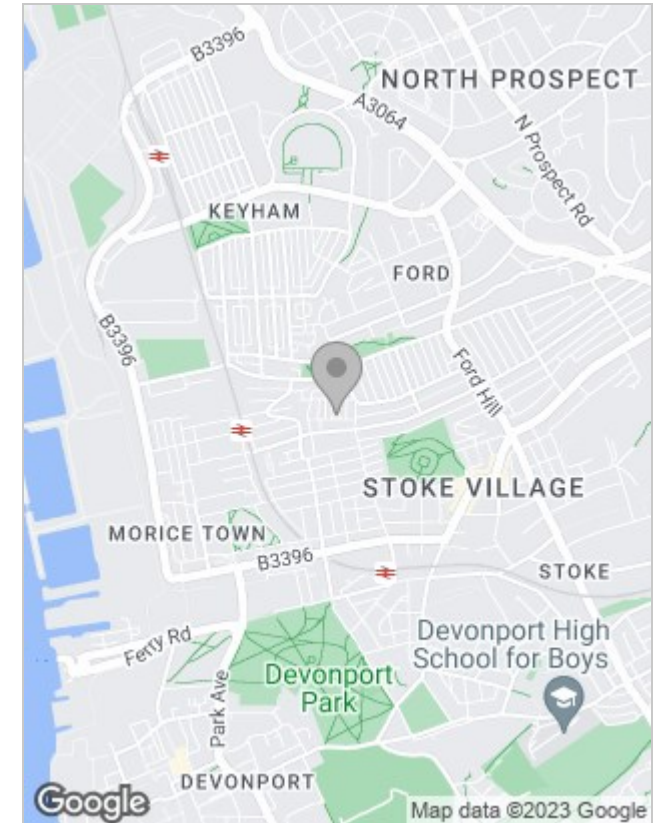 B3396
NORTH PROSPECT
A3064
N Prospect Rd
KEYHAM
FORD
B3396
Ford Hill
STOKE VILLAGE
MORICE TOWN
B3396
STOKE
Ferry Rd
Devonport High
School for Boys
Devonport
Park
Park Ave
DEVONPORT
Google
Map data ©2023 Google